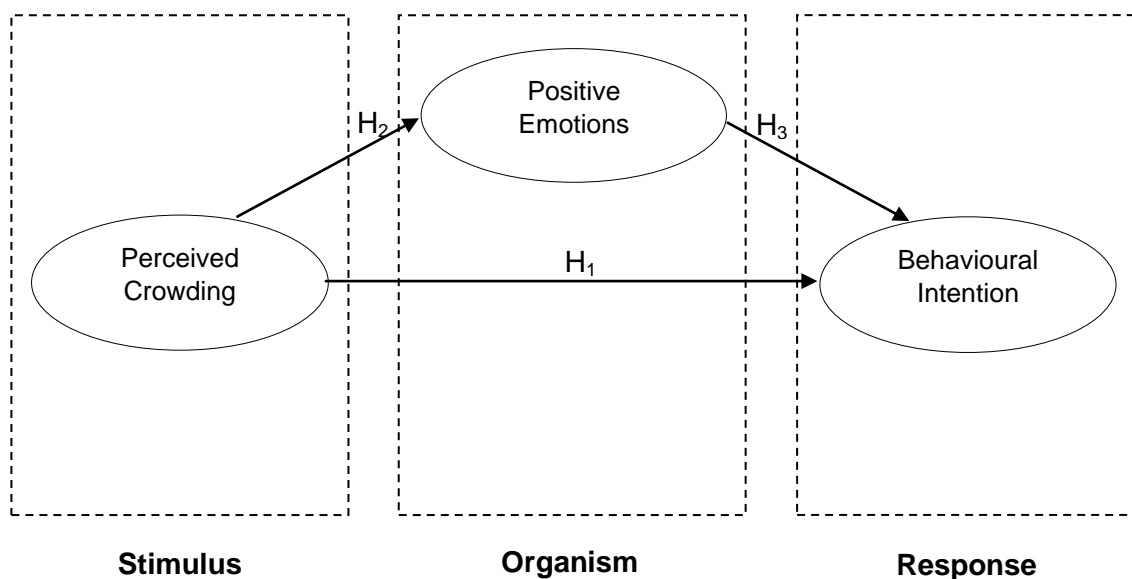 Positive
Emotions
H₂
H₃
Perceived
Crowding
H₁
Behavioural
Intention
Stimulus
Organism
Response